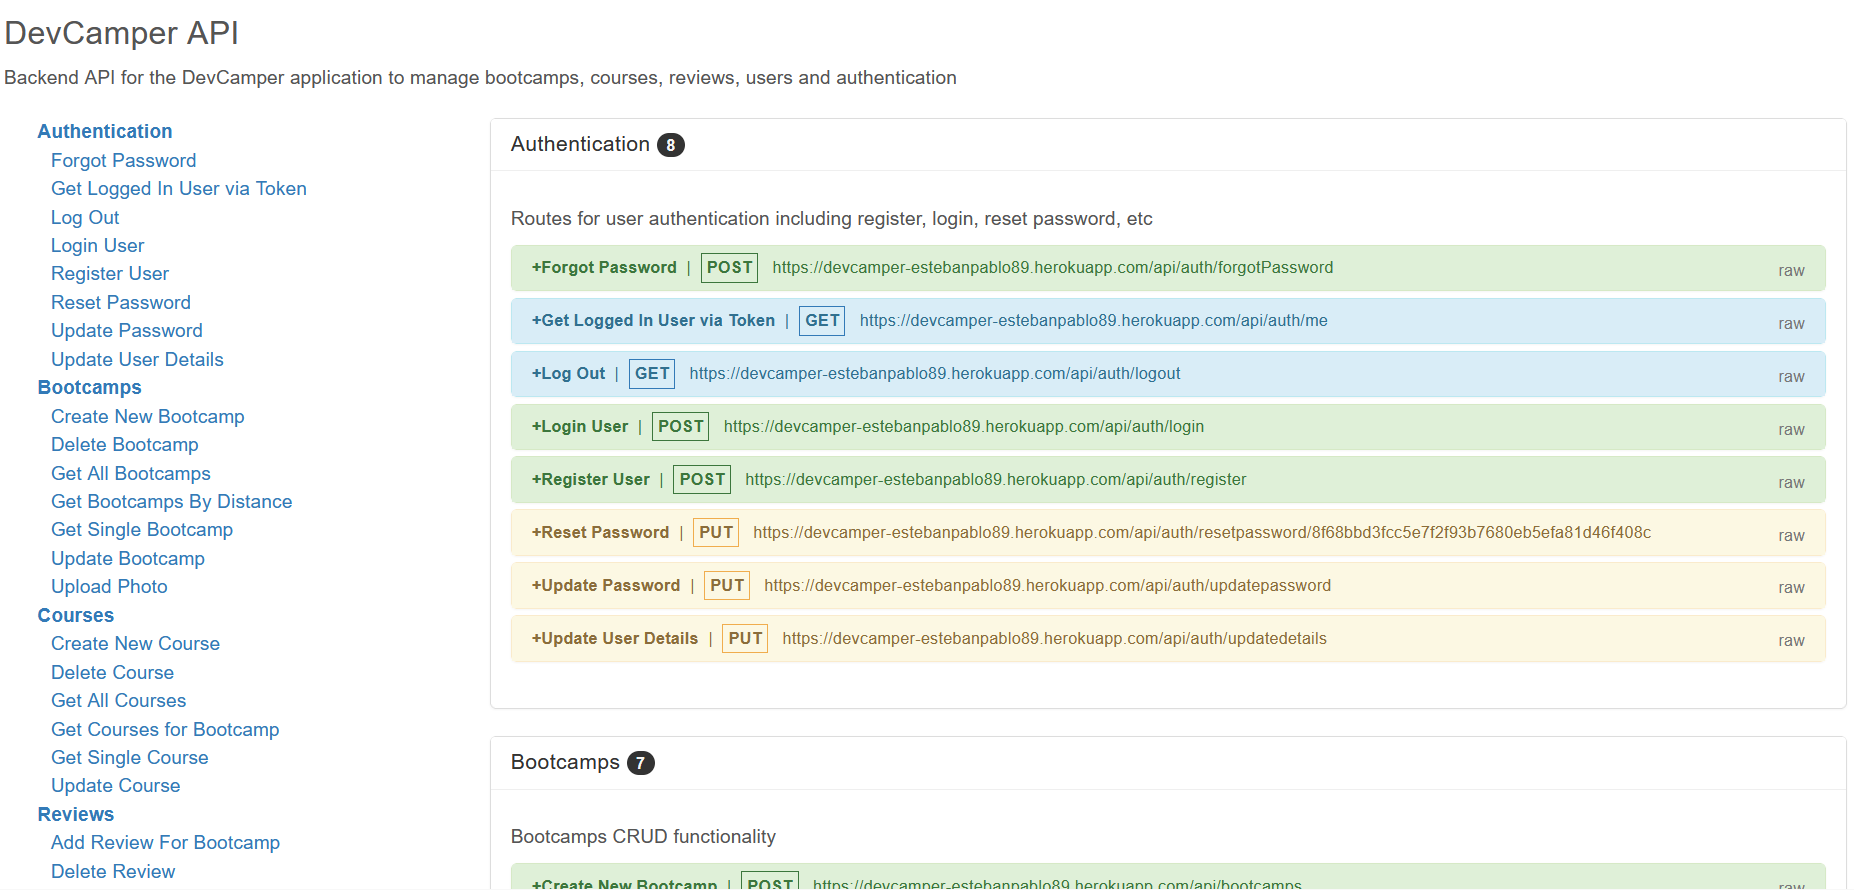 DevCamper API
Backend API for the DevCamper application to manage bootcamps, courses, reviews, users and authentication
Authentication
Forgot Password
Get Logged In User via Token
Log Out
Login User
Register User
Reset Password
Update Password
Update User Details
Bootcamps
Create New Bootcamp
Delete Bootcamp
Get All Bootcamps
Get Bootcamps By Distance
Get Single Bootcamp
Update Bootcamp
Upload Photo
Courses
Create New Course
Delete Course
Get All Courses
Get Courses for Bootcamp
Get Single Course
Update Course
Reviews
Add Review For Bootcamp
Delete Review
Authentication 8
Routes for user authentication including register, login, reset password, etc
+Forgot Password | POST https://devcamper-estebanpablo89.herokuapp.com/api/auth/forgotPassword raw
+Get Logged In User via Token | GET https://devcamper-estebanpablo89.herokuapp.com/api/auth/me raw
+Log Out | GET https://devcamper-estebanpablo89.herokuapp.com/api/auth/logout raw
+Login User | POST https://devcamper-estebanpablo89.herokuapp.com/api/auth/login raw
+Register User | POST https://devcamper-estebanpablo89.herokuapp.com/api/auth/register raw
+Reset Password | PUT https://devcamper-estebanpablo89.herokuapp.com/api/auth/resetpassword/8f68bbd3fcc5e7f2f93b7680eb5efa81d46f408c raw
+Update Password | PUT https://devcamper-estebanpablo89.herokuapp.com/api/auth/updatepassword raw
+Update User Details | PUT https://devcamper-estebanpablo89.herokuapp.com/api/auth/updatedetails raw
Bootcamps 7
Bootcamps CRUD functionality
+Create New Bootcamp | POST https://devcamper-estebanpablo89.herokuapp.com/api/bootcamps raw